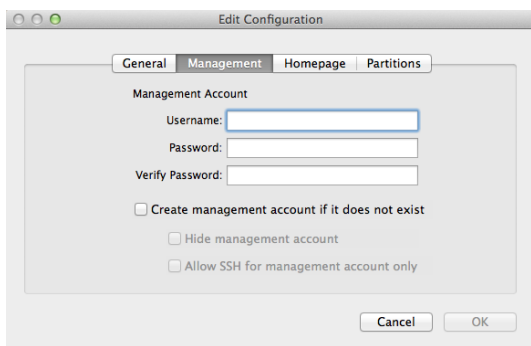 Edit Configuration
General Management Homepage Partitions
Management Account
Username:
Password:
Verify Password:
Create management account if it does not exist
Hide management account
Allow SSH for management account only
Cancel OK